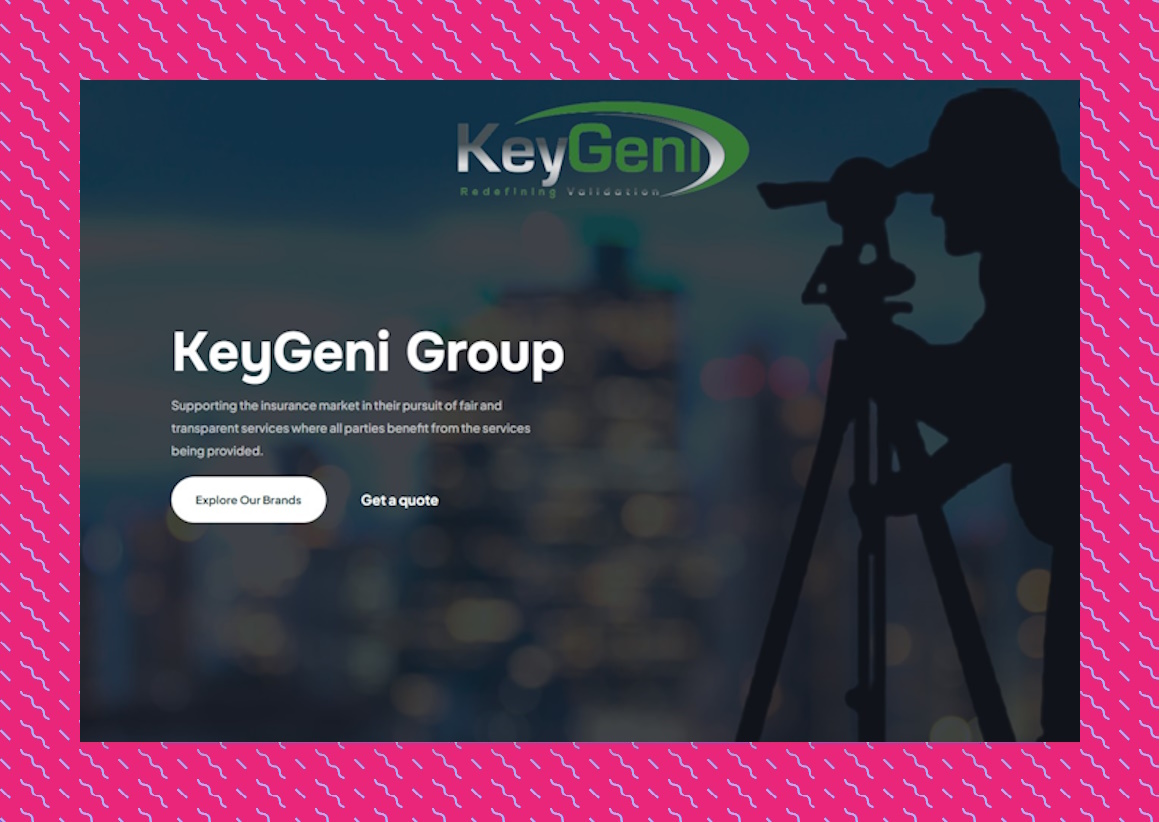 KeyGeni
Redefining Validation
KeyGeni Group
Supporting the insurance market in their pursuit of fair and
transparent services where all parties benefit from the services
being provided.
Explore Our Brands
Get a quote